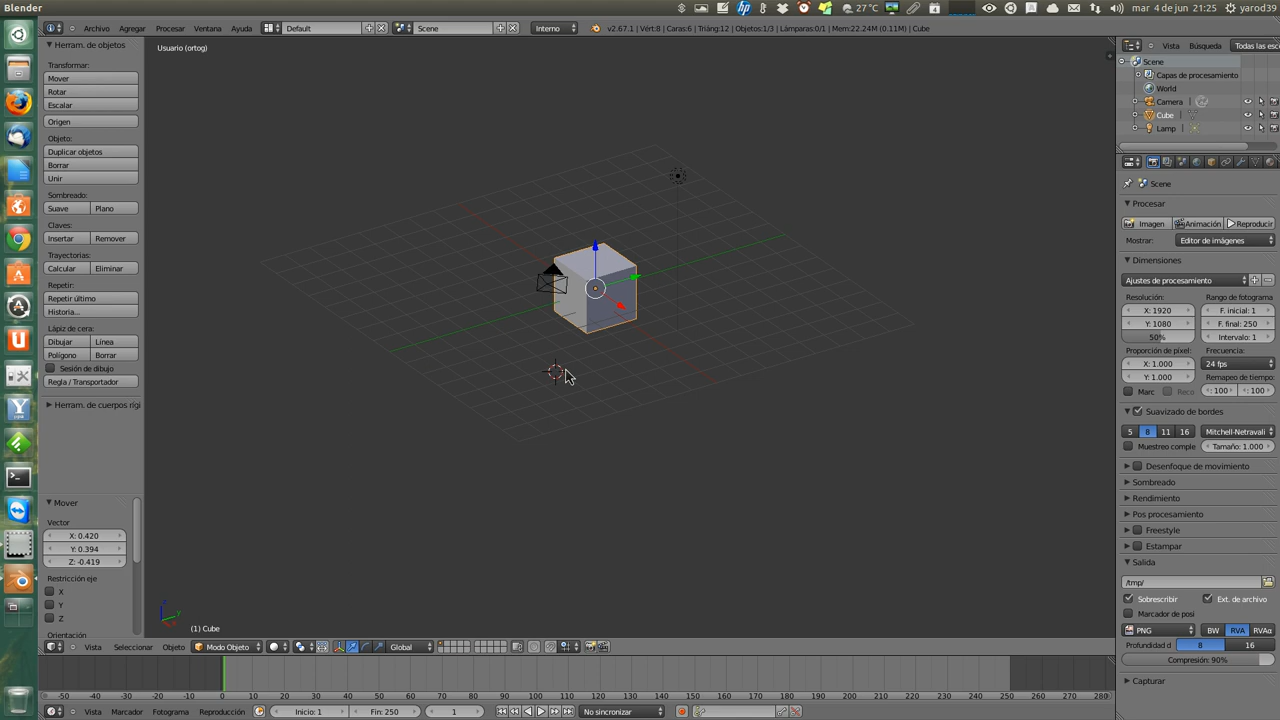 Blender
27 °C
mar 4 de jun 21:25
yarod39
Archivo Agregar Procesar Ventana Ayuda
Default
Scene
Interno
v2.67.1 | Vért:8 | Caras:6 | Triáng:12 | Objetos:1/3 | Lámparas:0/1 | Mem:22.24M (0.11M) | Cube
Herram. de objetos
Transformar:
Mover
Rotar
Escalar
Origen
Objeto:
Duplicar objetos
Borrar
Unir
Sombreado:
Suave Plano
Claves:
Insertar Remover
Trayectorias:
Calcular Eliminar
Repetir:
Repetir último
Historia...
Lápiz de cera:
Dibujar Línea
Polígono Borrar
Sesión de dibujo
Regla / Transportador
Herram. de cuerpos rígi
Mover
Vector
X: 0.420
Y: 0.394
Z: -0.419
Restricción eje
X
Y
Z
Orientación
Usuario (ortog)
(1) Cube
Vista Seleccionar Objeto
Modo Objeto
Global
-50 -40 -30 -20 -10 0 10 20 30 40 50 60 70 80 90 100 110 120 130 140 150 160 170 180 190 200 210 220 230 240 250 260 270 280
Vista Marcador Fotograma Reproducción
Inicio: 1
Fin: 250
1
No sincronizar
Vista Búsqueda Todas las esc
Scene
Capas de procesamiento
World
Camera
Cube
Lamp
Scene
Procesar
Imagen Animación Reproducir
Mostrar: Editor de imágenes
Dimensiones
Ajustes de procesamiento
Resolución: Rango de fotograma
X: 1920 F. inicial: 1
Y: 1080 F. final: 250
50% Intervalo: 1
Proporción de píxel: Frecuencia:
X: 1.000 24 fps
Y: 1.000 Remapeo de tiempo:
Marc Reco : 100 : 100
Suavizado de bordes
5 8 11 16 Mitchell-Netravali
Muestreo comple Tamaño: 1.000
Desenfoque de movimiento
Sombreado
Rendimiento
Pos procesamiento
Freestyle
Estampar
Salida
/tmp/
Sobrescribir Ext. de archivo
Marcador de posi
PNG BW RVA RVAα
Profundidad d 8 16
Compresión: 90%
Capturar